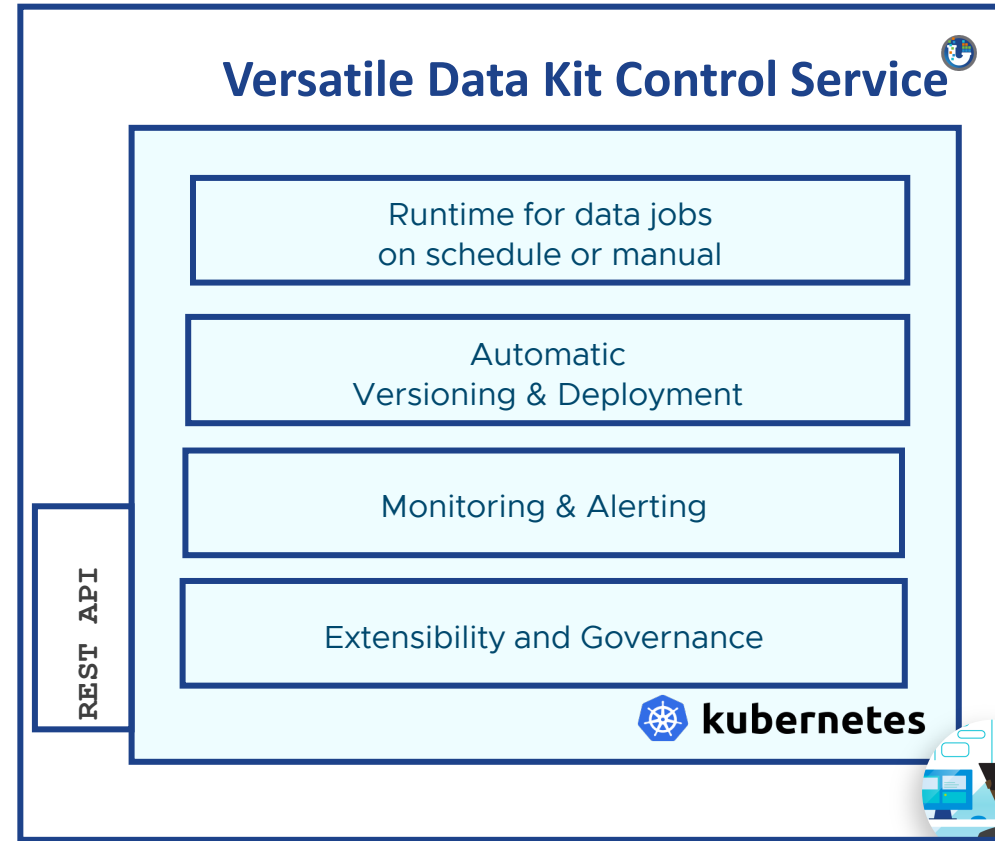 Versatile Data Kit Control Service
Runtime for data jobs
on schedule or manual
Automatic
Versioning & Deployment
Monitoring & Alerting
REST API
Extensibility and Governance
kubernetes